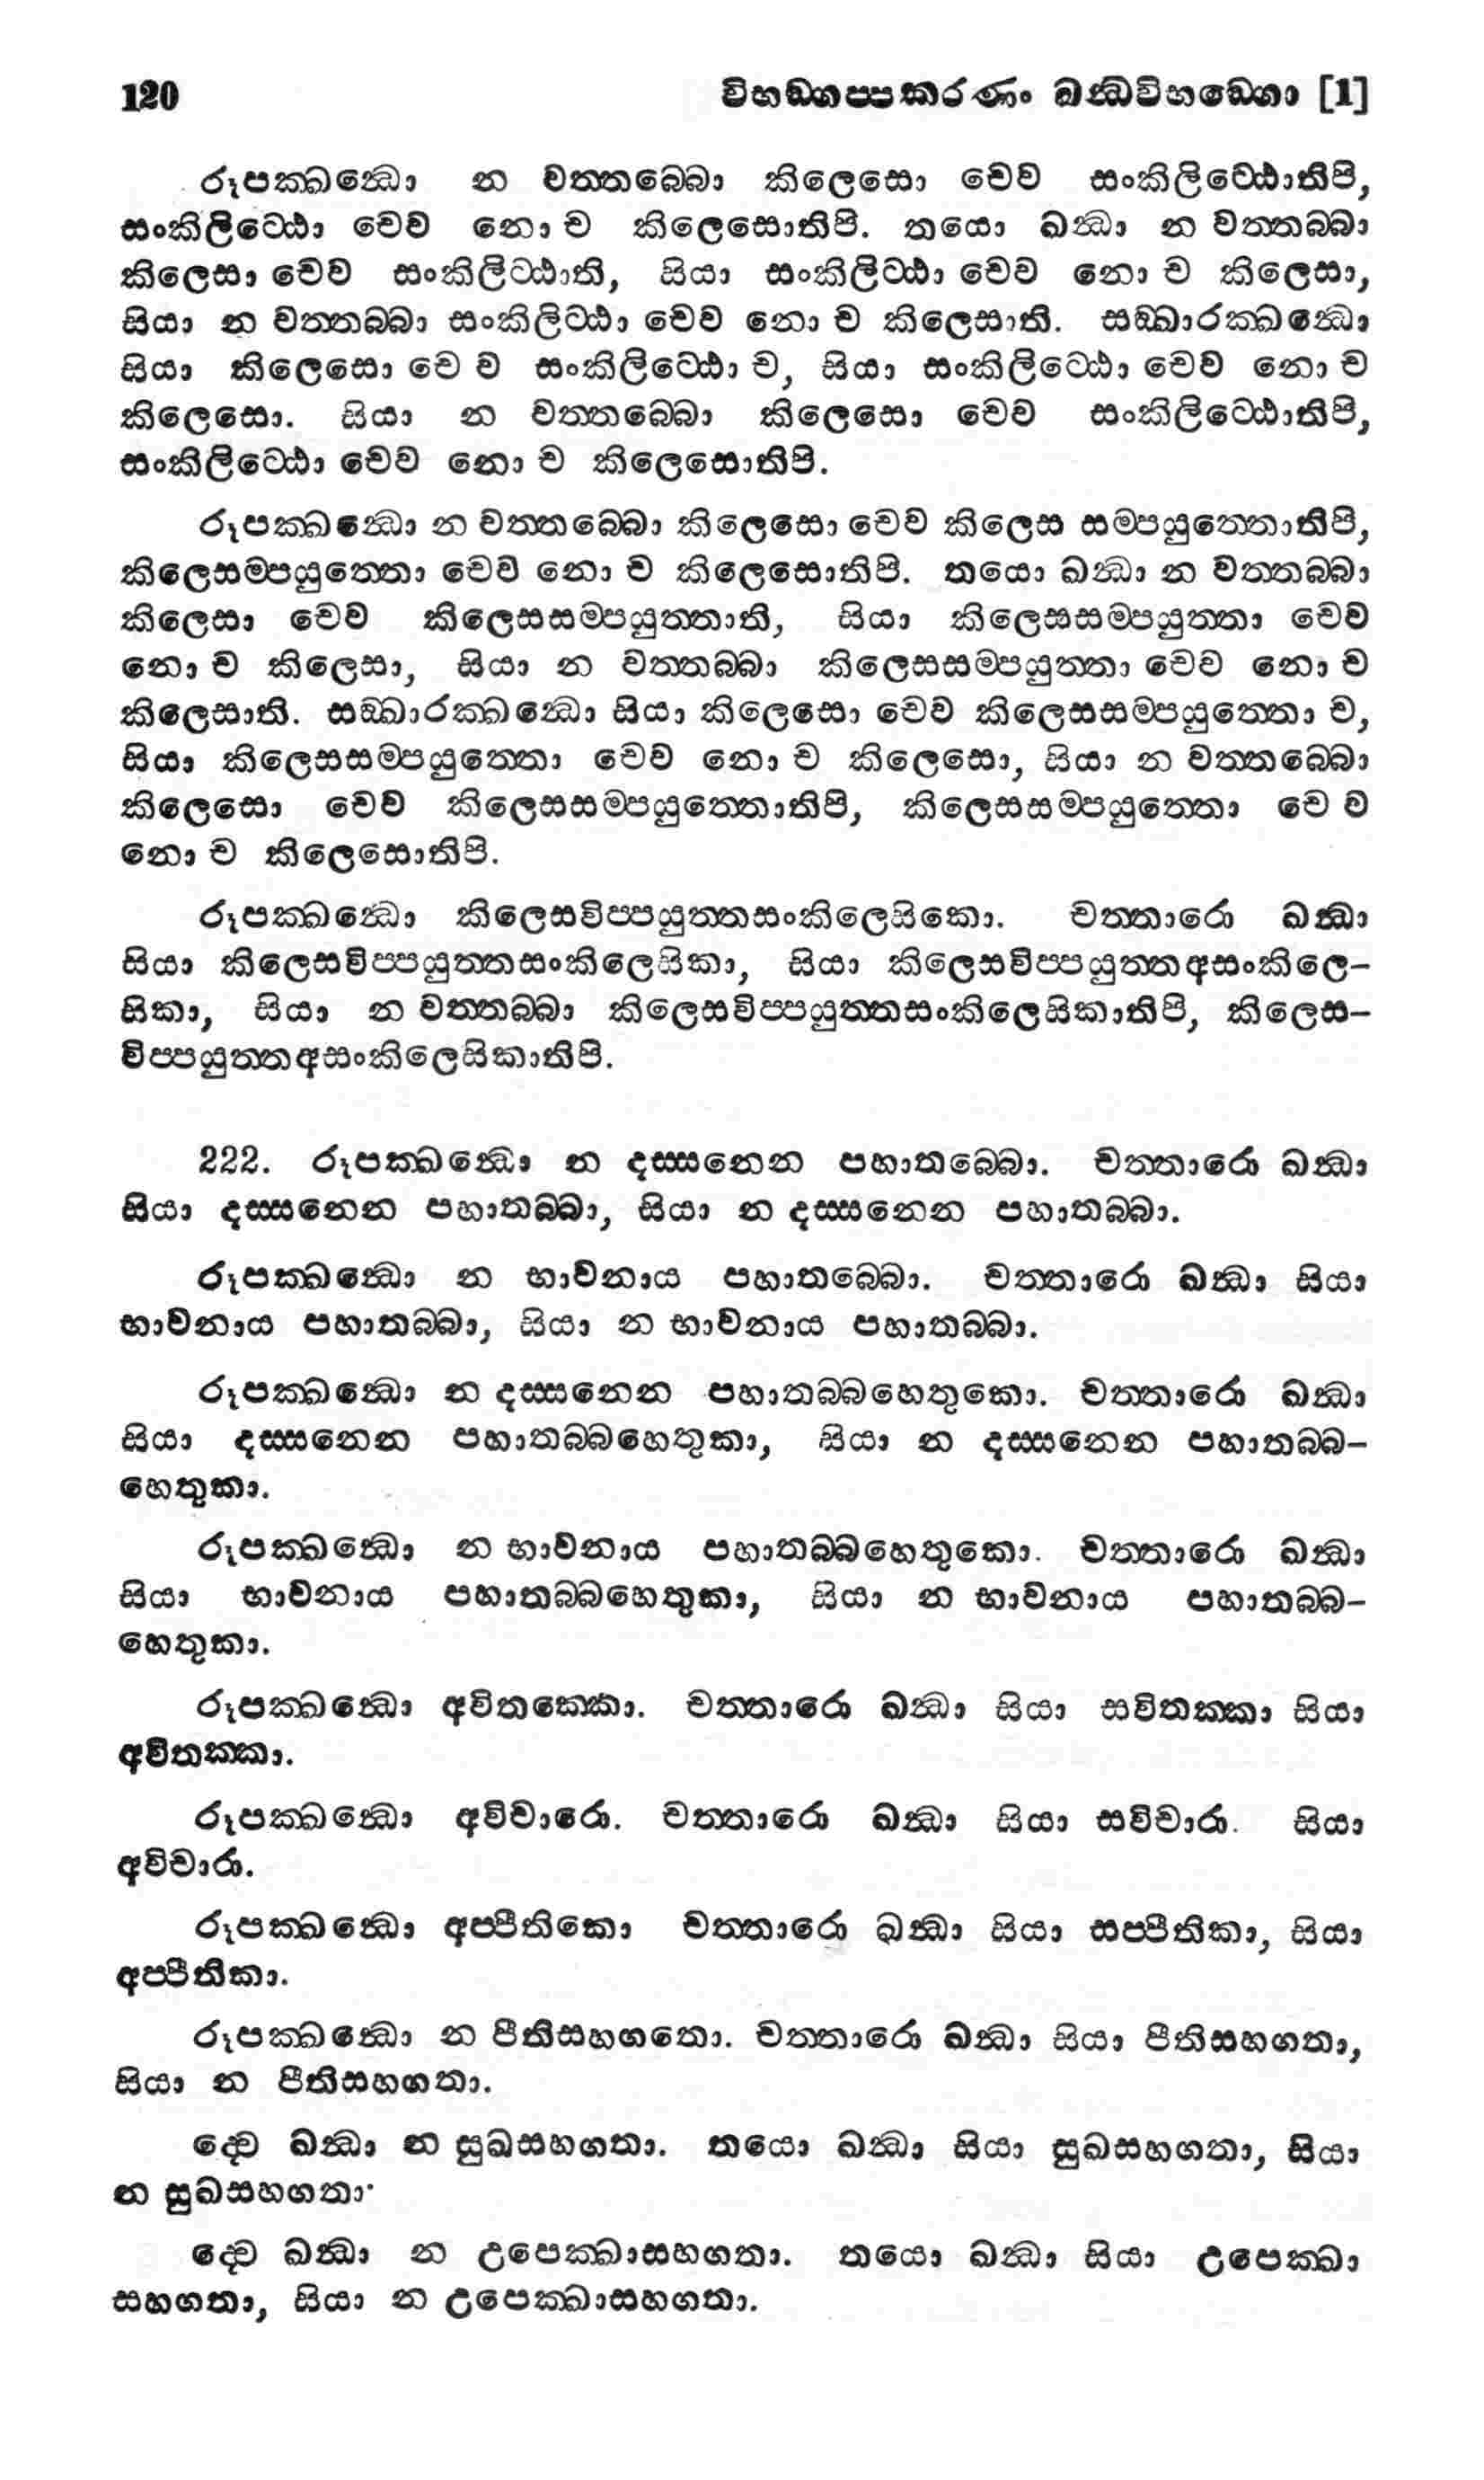 120 විභඞ්ගප්පකරණං ඛන්ධවිභඞ්ගො [1]
රූපක්ඛන්ධො න වත්තබ්බො කිලෙසො චෙව සංකිලිට්ඨොතිපි,
සංකිලිට්ඨො චෙව නො ච කිලෙසොතිපි. තයො ඛන්ධා න වත්තබ්බා
කිලෙසා චෙව සංකිලිට්ඨාති, සියා සංකිලිට්ඨා චෙව නො ච කිලෙසා,
සියා න වත්තබ්බා සංකිලිට්ඨා චෙව නො ච කිලෙසාති. සඞ්ඛාරක්ඛන්ධො
සියා කිලෙසො චෙ ව සංකිලිට්ඨො ච, සියා සංකිලිට්ඨො චෙව නො ච
කිලෙසො. සියා න වත්තබ්බො කිලෙසො චෙව සංකිලිට්ඨොතිපි,
සංකිලිට්ඨො චෙව නො ච කිලෙසොතිපි.
රූපක්ඛන්ධො න වත්තබ්බො කිලෙසො චෙව කිලෙස සම්පයුත්තොතිපි,
කිලෙසම්පයුත්තො චෙව නො ච කිලෙසොතිපි. තයො ඛන්ධා න වත්තබ්බා
කිලෙසා චෙව කිලෙසසම්පයුත්තාති, සියා කිලෙසසම්පයුත්තා චෙව
නො ච කිලෙසා, සියා න වත්තබ්බා කිලෙසසම්පයුත්තා චෙව නො ච
කිලෙසාති. සඞ්ඛාරක්ඛන්ධො සියා කිලෙසො චෙව කිලෙසසම්පයුත්තො ච,
සියා කිලෙසසම්පයුත්තො චෙව නො ච කිලෙසො, සියා න වත්තබ්බො
කිලෙසො චෙව කිලෙසසම්පයුත්තොතිපි, කිලෙසසම්පයුත්තො චෙ ව
නො ච කිලෙසොතිපි.
රූපක්ඛන්ධො කිලෙසවිප්පයුත්තසංකිලෙසිකො. චත්තාරො ඛන්ධා
සියා කිලෙසවිප්පයුත්තසංකිලෙසිකා, සියා කිලෙසවිප්පයුත්තඅසංකිලෙ-
සිකා, සියා න වත්තබ්බා කිලෙසවිප්පයුත්තසංකිලෙසිකාතිපි, කිලෙස-
විප්පයුත්තඅසංකිලෙසිකාතිපි.
222. රූපක්ඛන්ධො න දස්සනෙන පහාතබ්බො. චත්තාරො ඛන්ධා
සියා දස්සනෙන පහාතබ්බා, සියා න දස්සනෙන පහාතබ්බා.
රූපක්ඛන්ධො න භාවනාය පහාතබ්බො. චත්තාරො ඛන්ධා සියා
භාවනාය පහාතබ්බා, සියා න භාවනාය පහාතබ්බා.
රූපක්ඛන්ධො න දස්සනෙන පහාතබ්බහෙතුකො. චත්තාරො ඛන්ධා
සියා දස්සනෙන පහාතබ්බහෙතුකා, සියා න දස්සනෙන පහාතබ්බ-
හෙතුකා.
රූපක්ඛන්ධො න භාවනාය පහාතබ්බහෙතුකො. චත්තාරො ඛන්ධා
සියා භාවනාය පහාතබ්බහෙතුකා, සියා න භාවනාය පහාතබ්බ-
හෙතුකා.
රූපක්ඛන්ධො අවිතක්කො. චත්තාරො ඛන්ධා සියා සවිතක්කා සියා
අවිතක්කා.
රූපක්ඛන්ධො අවිචාරො. චත්තාරො ඛන්ධා සියා සවිචාරා. සියා
අවිචාරා.
රූපක්ඛන්ධො අප්පීතිකො චත්තාරො ඛන්ධා සියා සප්පීතිකා, සියා
අප්පීතිකා.
රූපක්ඛන්ධො න පීතිසහගතො. චත්තාරො ඛන්ධා සියා පීතිසහගතා,
සියා න පීතිසහගතා.
ද්වෙ ඛන්ධා න සුඛසහගතා. තයො ඛන්ධා සියා සුඛසහගතා, සියා
න සුඛසහගතා.
ද්වෙ ඛන්ධා න උපෙක්ඛාසහගතා. තයො ඛන්ධා සියා උපෙක්ඛා
සහගතා, සියා න උපෙක්ඛාසහගතා.